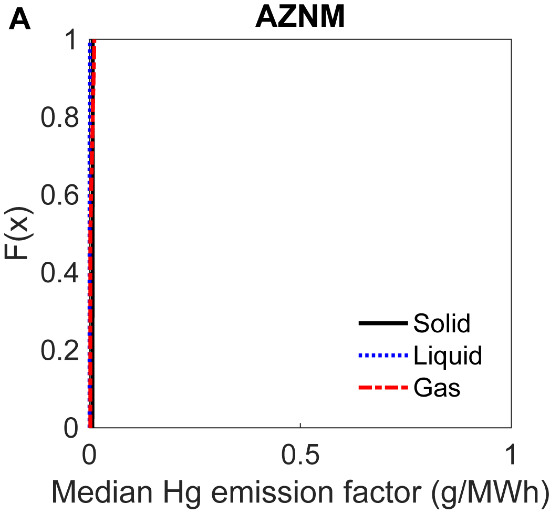 A
AZNM
1
0.8
0.6
0.4
0.2
0
F(x)
Solid
Liquid
Gas
0
0.5
1
Median Hg emission factor (g/MWh)